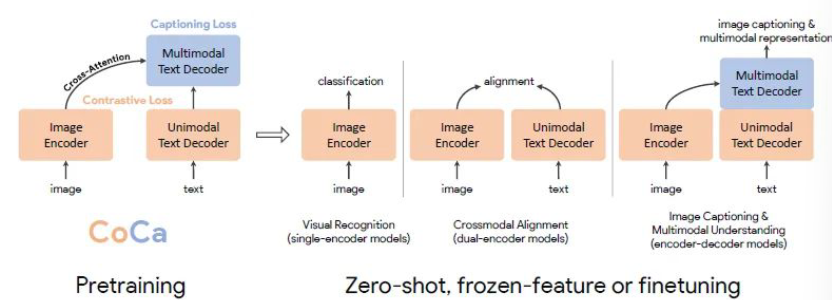 Captioning Loss
Multimodal
Text Decoder
Cross-Attention
Contrastive Loss
Image
Encoder
Unimodal
Text Decoder
image
text
CoCa
Pretraining
classification
Image
Encoder
image
Visual Recognition
(single-encoder models)
alignment
Image
Encoder
Unimodal
Text Decoder
image
text
Crossmodal Alignment
(dual-encoder models)
image captioning &
multimodal representation
Multimodal
Text Decoder
Image
Encoder
Unimodal
Text Decoder
image
text
Image Captioning &
Multimodal Understanding
(encoder-decoder models)
Zero-shot, frozen-feature or finetuning